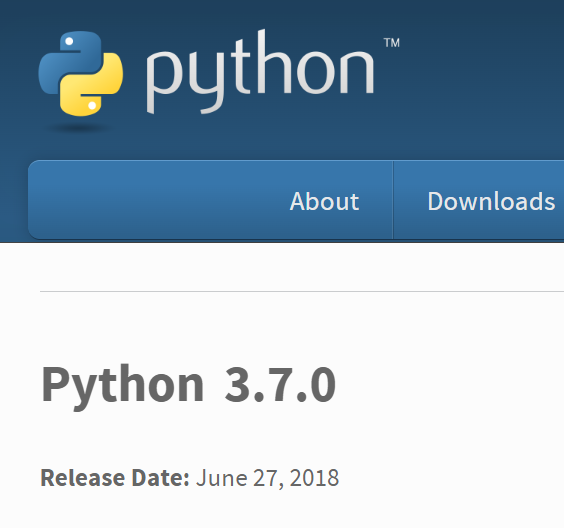 python™
About Downloads
Python 3.7.0
Release Date: June 27, 2018